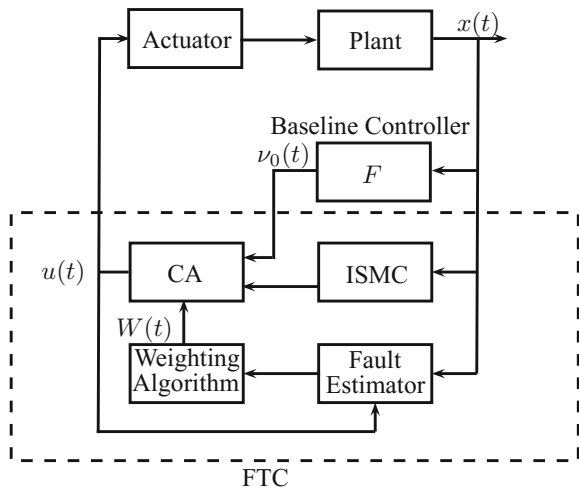 Actuator
Plant
x(t)
Baseline Controller
ν₀(t)
F
u(t)
CA
ISMC
W(t)
Weighting
Algorithm
Fault
Estimator
FTC